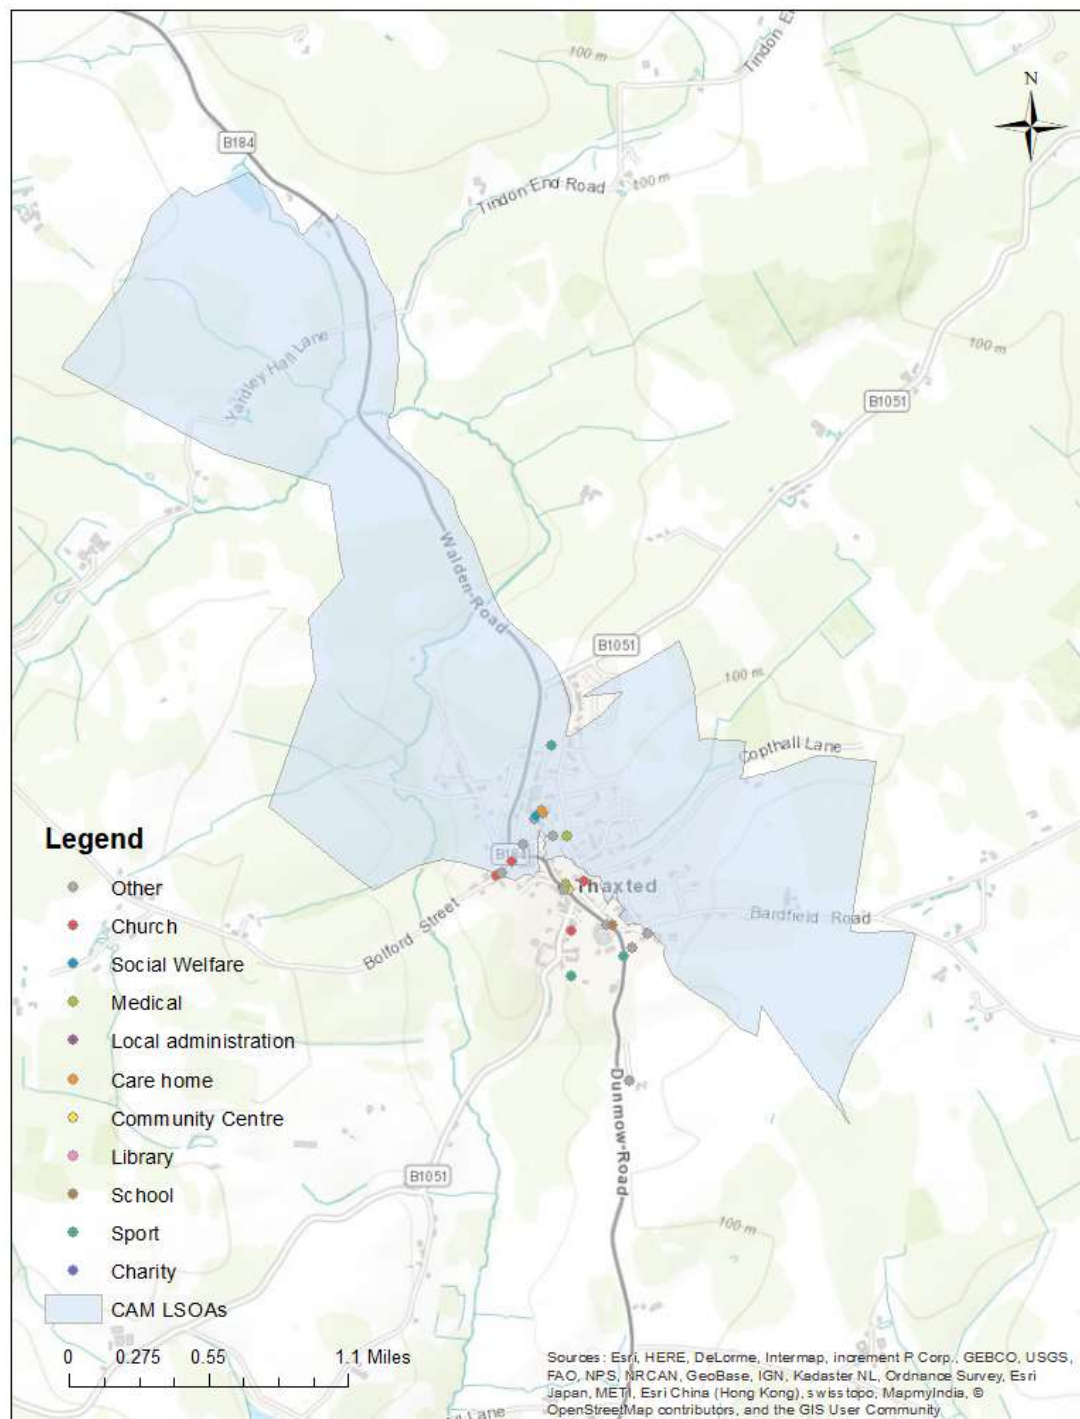 Tindon End
100 m
N
B184
Tindon End Road
100 m
Yardley Hall Lane
100 m
B1051
Walden Road
B1051
100 m
Copthall Lane
B184
Thaxted
Bardfield Road
Bolford Street
Legend
Other
Church
Social Welfare
Medical
Local administration
Care home
Community Centre
Library
School
Sport
Charity
CAM LSOAs
Dunmow Road
B1051
100 m
0 0.275 0.55 1.1 Miles
Sources: Esri, HERE, DeLorme, Intermap, increment P Corp., GEBCO, USGS,
FAO, NPS, NRCAN, GeoBase, IGN, Kadaster NL, Ordnance Survey, Esri
Japan, METI, Esri China (Hong Kong), swisstopo, MapmyIndia, ©
OpenStreetMap contributors, and the GIS User Community
Lane